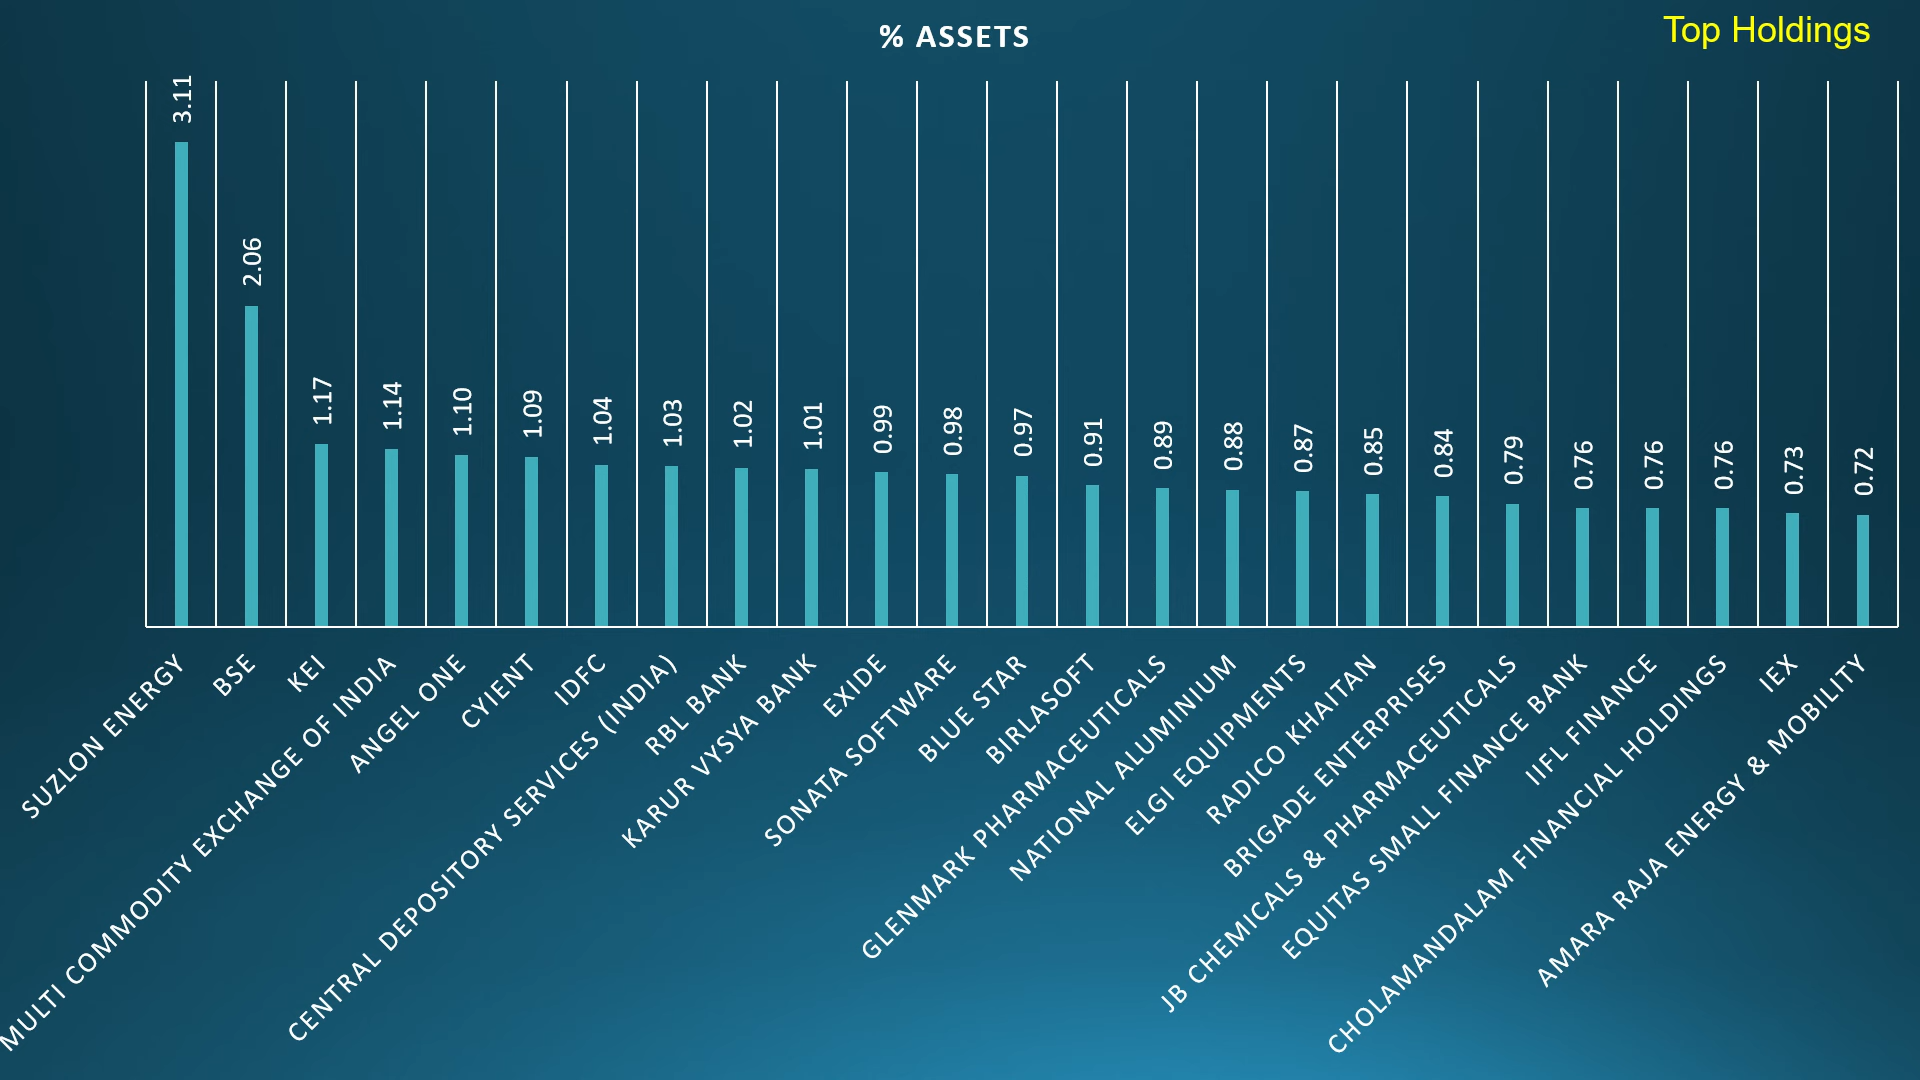 % ASSETS
Top Holdings
3.11
2.06
1.17
1.14
1.10
1.09
1.04
1.03
1.02
1.01
0.99
0.98
0.97
0.91
0.89
0.88
0.87
0.85
0.84
0.79
0.76
0.76
0.76
0.73
0.72
SUZLON ENERGY
BSE
KEI
MULTI COMMODITY EXCHANGE OF INDIA
ANGEL ONE
CYIENT
IDFC
CENTRAL DEPOSITORY SERVICES (INDIA)
RBL BANK
KARUR VYSYA BANK
EXIDE
SONATA SOFTWARE
BLUE STAR
BIRLASOFT
GLENMARK PHARMACEUTICALS
NATIONAL ALUMINIUM
ELGI EQUIPMENTS
RADICO KHAITAN
BRIGADE ENTERPRISES
JB CHEMICALS & PHARMACEUTICALS
EQUITAS SMALL FINANCE BANK
IIFL FINANCE
CHOLAMANDALAM FINANCIAL HOLDINGS
IEX
AMARA RAJA ENERGY & MOBILITY